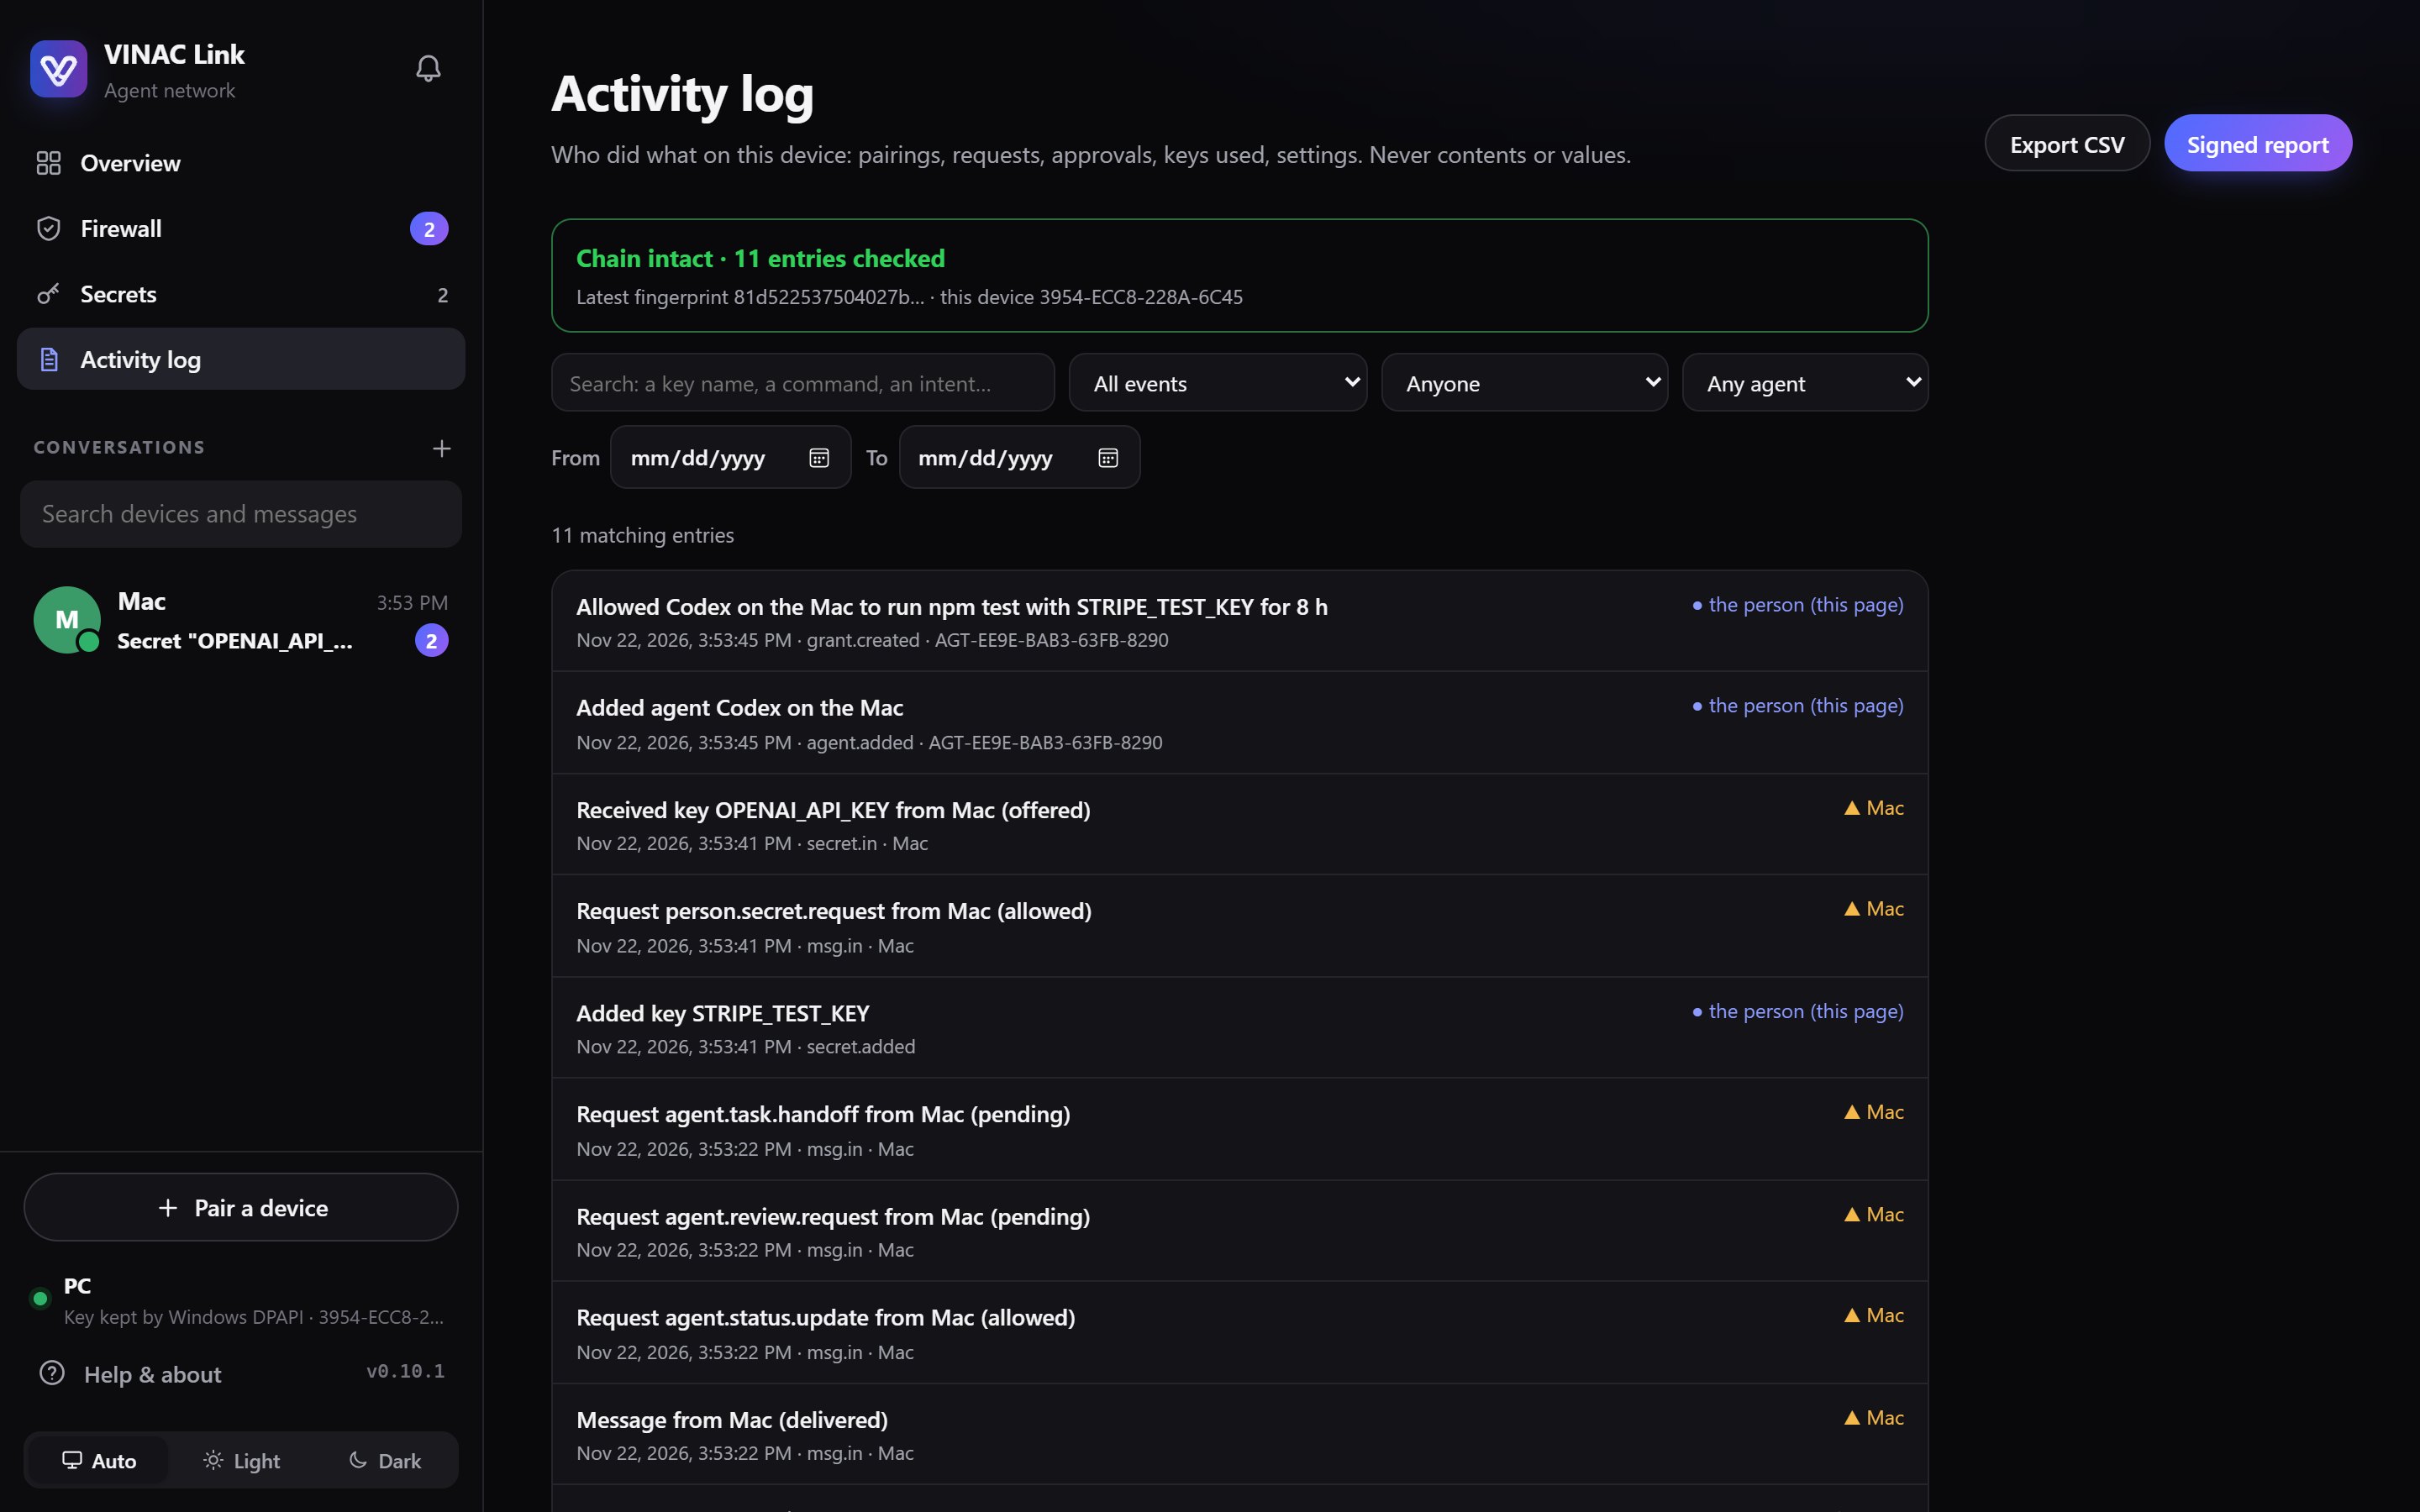 VINAC Link
Agent network
Overview
Firewall
2
Secrets
2
Activity log
CONVERSATIONS
Search devices and messages
M
Mac
3:53 PM
Secret "OPENAI_API_...
2
Pair a device
PC
Key kept by Windows DPAPI · 3954-ECC8-2...
Help & about
v0.10.1
Auto
Light
Dark
Activity log
Who did what on this device: pairings, requests, approvals, keys used, settings. Never contents or values.
Export CSV
Signed report
Chain intact · 11 entries checked
Latest fingerprint 81d522537504027b... · this device 3954-ECC8-228A-6C45
Search: a key name, a command, an intent...
All events
Anyone
Any agent
From
mm/dd/yyyy
To
mm/dd/yyyy
11 matching entries
Allowed Codex on the Mac to run npm test with STRIPE_TEST_KEY for 8 h
the person (this page)
Nov 22, 2026, 3:53:45 PM · grant.created · AGT-EE9E-BAB3-63FB-8290
Added agent Codex on the Mac
the person (this page)
Nov 22, 2026, 3:53:45 PM · agent.added · AGT-EE9E-BAB3-63FB-8290
Received key OPENAI_API_KEY from Mac (offered)
Mac
Nov 22, 2026, 3:53:41 PM · secret.in · Mac
Request person.secret.request from Mac (allowed)
Mac
Nov 22, 2026, 3:53:41 PM · msg.in · Mac
Added key STRIPE_TEST_KEY
the person (this page)
Nov 22, 2026, 3:53:41 PM · secret.added
Request agent.task.handoff from Mac (pending)
Mac
Nov 22, 2026, 3:53:22 PM · msg.in · Mac
Request agent.review.request from Mac (pending)
Mac
Nov 22, 2026, 3:53:22 PM · msg.in · Mac
Request agent.status.update from Mac (allowed)
Mac
Nov 22, 2026, 3:53:22 PM · msg.in · Mac
Message from Mac (delivered)
Mac
Nov 22, 2026, 3:53:22 PM · msg.in · Mac